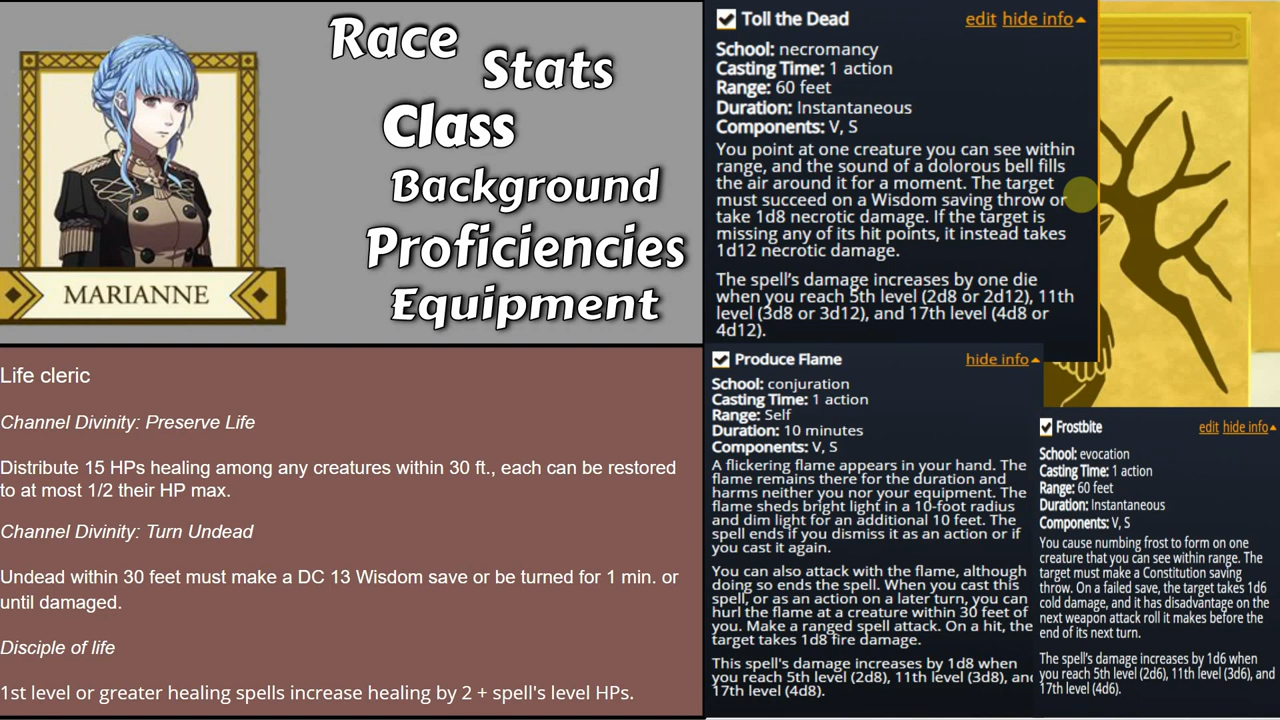 MARIANNE
Race
Stats
Class
Background
Proficiencies
Equipment
Life cleric
Channel Divinity: Preserve Life
Distribute 15 HPs healing among any creatures within 30 ft., each can be restored
to at most 1/2 their HP max.
Channel Divinity: Turn Undead
Undead within 30 feet must make a DC 13 Wisdom save or be turned for 1 min. or
until damaged.
Disciple of life
1st level or greater healing spells increase healing by 2 + spell's level HPs.
Toll the Dead edit hide info
School: necromancy
Casting Time: 1 action
Range: 60 feet
Duration: Instantaneous
Components: V, S
You point at one creature you can see within
range, and the sound of a dolorous bell fills
the air around it for a moment. The target
must succeed on a Wisdom saving throw or
take 1d8 necrotic damage. If the target is
missing any of its hit points, it instead takes
1d12 necrotic damage.
The spell's damage increases by one die
when you reach 5th level (2d8 or 2d12), 11th
level (3d8 or 3d12), and 17th level (4d8 or
4d12).
Produce Flame hide info
School: conjuration
Casting Time: 1 action
Range: Self
Duration: 10 minutes
Components: V, S
A flickering flame appears in your hand. The
flame remains there for the duration and
harms neither you nor your equipment. The
flame sheds bright light in a 10-foot radius
and dim light for an additional 10 feet. The
spell ends if you dismiss it as an action or if
you cast it again.
You can also attack with the flame, although
doing so ends the spell. When you cast this
spell, or as an action on a later turn, you can
hurl the flame at a creature within 30 feet of
you. Make a ranged spell attack. On a hit, the
target takes 1d8 fire damage.
This spell's damage increases by 1d8 when
you reach 5th level (2d8), 11th level (3d8), and
17th level (4d8).
Frostbite edit hide info
School: evocation
Casting Time: 1 action
Range: 60 feet
Duration: Instantaneous
Components: V, S
You cause numbing frost to form on one
creature that you can see within range. The
target must make a Constitution saving
throw. On a failed save, the target takes 1d6
cold damage, and it has disadvantage on the
next weapon attack roll it makes before the
end of its next turn.
The spell's damage increases by 1d6 when
you reach 5th level (2d6), 11th level (3d6), and
17th level (4d6).